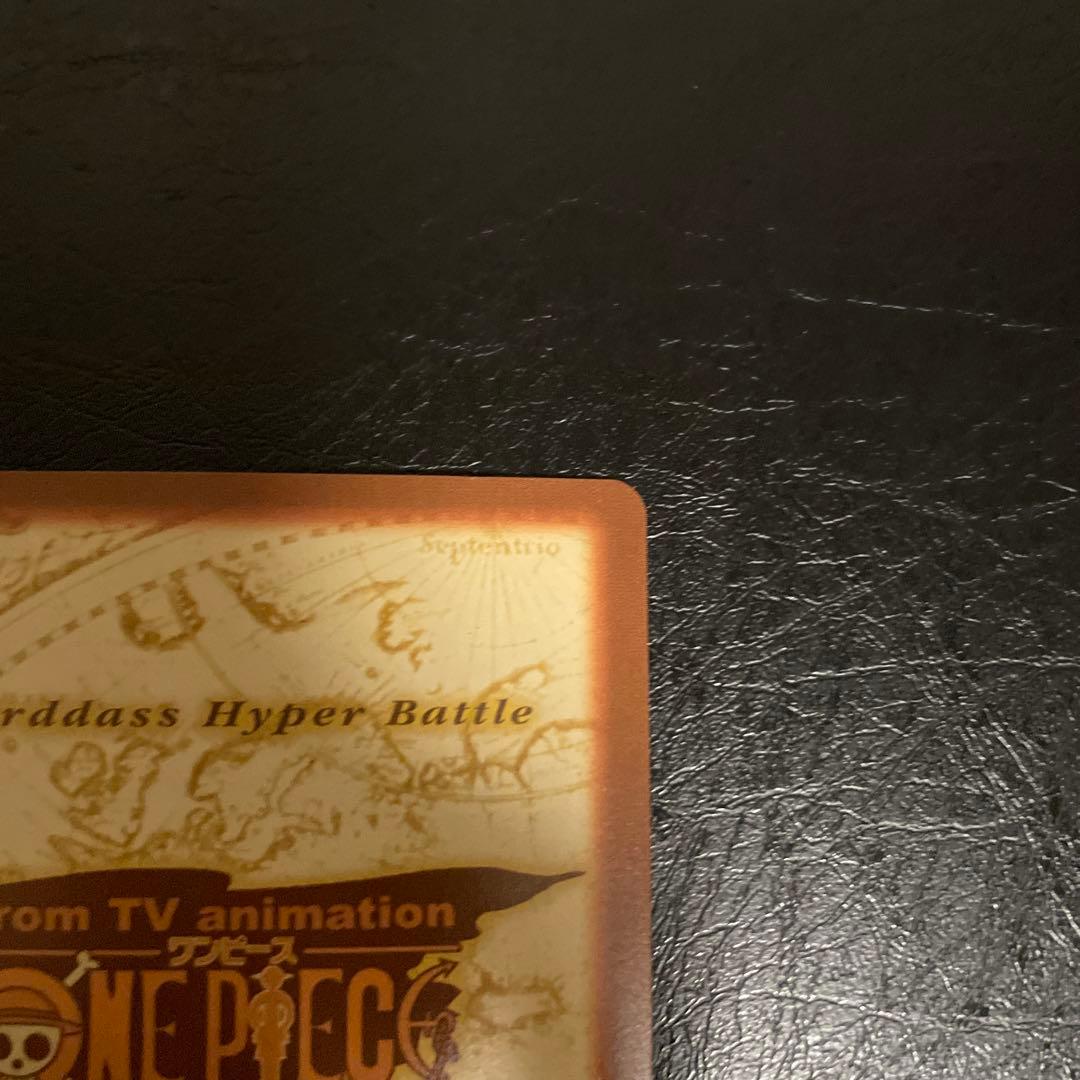 Septentrio
rddass Hyper Battle
rom TV animation
ワンピース
ONE PIECE